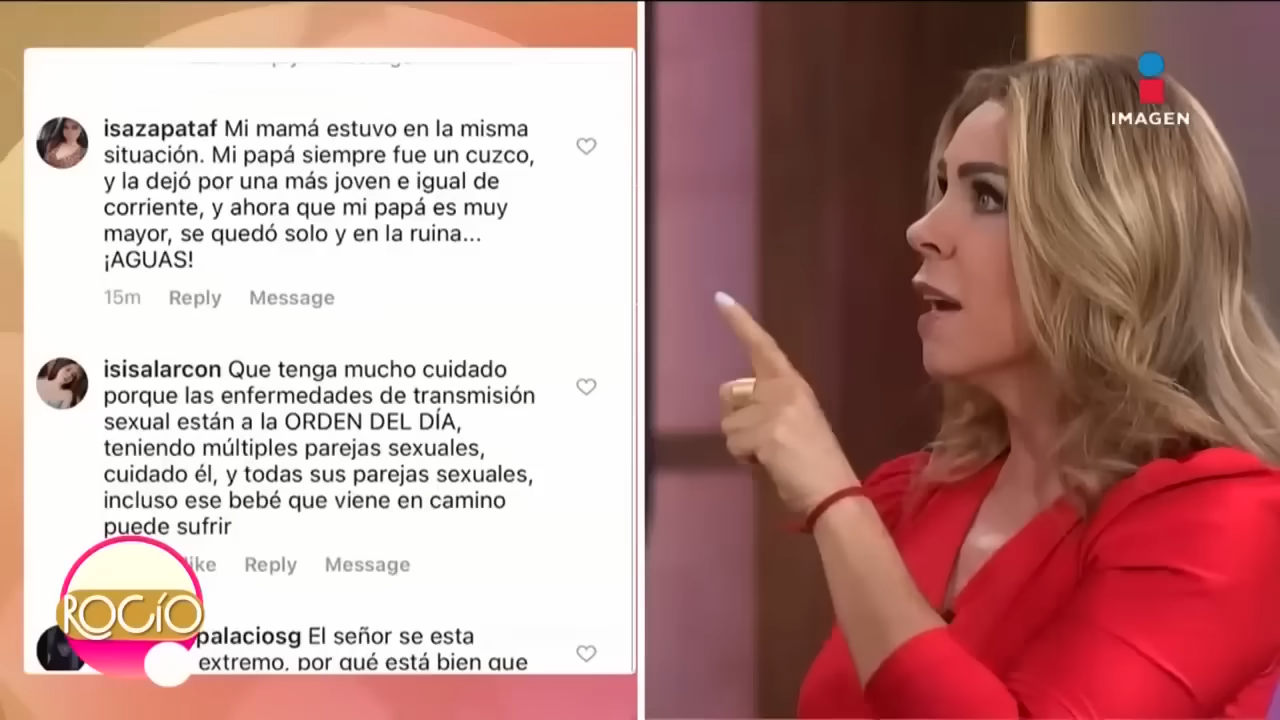 isazapataf Mi mamá estuvo en la misma
situación. Mi papá siempre fue un cuzco,
y la dejó por una más joven e igual de
corriente, y ahora que mi papá es muy
mayor, se quedó solo y en la ruina...
¡AGUAS!
15m Reply Message
isisalarcon Que tenga mucho cuidado
porque las enfermedades de transmisión
sexual están a la ORDEN DEL DÍA,
teniendo múltiples parejas sexuales,
cuidado él, y todas sus parejas sexuales,
incluso ese bebé que viene en camino
puede sufrir
like Reply Message
palaciosg El señor se esta
extremo, por qué está bien que
ROCÍO
IMAGEN